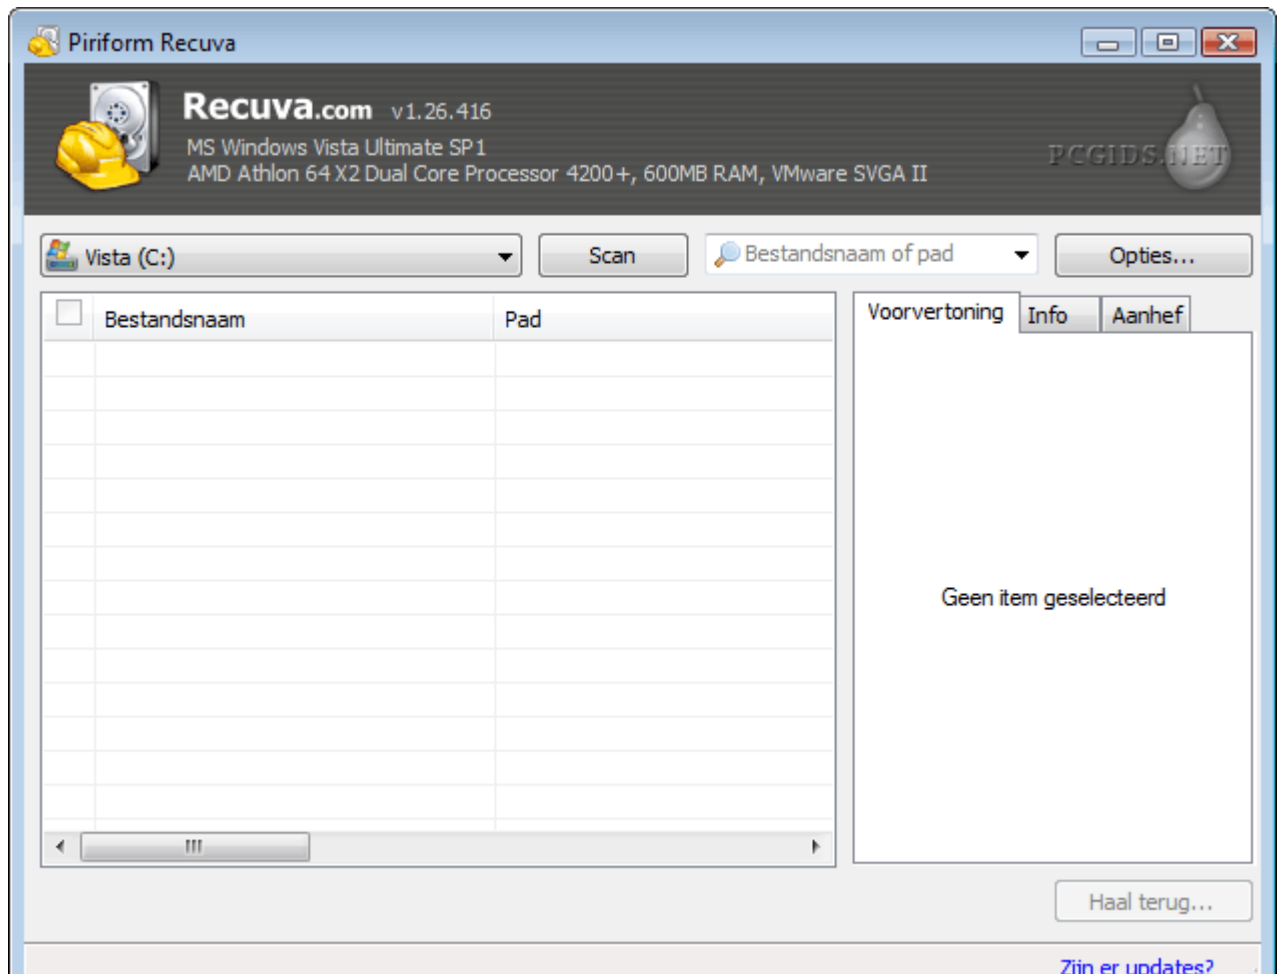 Piriform Recuva
Recuva.com v1.26.416
MS Windows Vista Ultimate SP1
AMD Athlon 64 X2 Dual Core Processor 4200+, 600MB RAM, VMware SVGA II
PCGIDS.NET
Vista (C:)
Scan
Bestandsnaam of pad
Opties...
Bestandsnaam
Pad
Voorvertoning
Info
Aanhef
Geen item geselecteerd
Haal terug...
Zijn er updates?